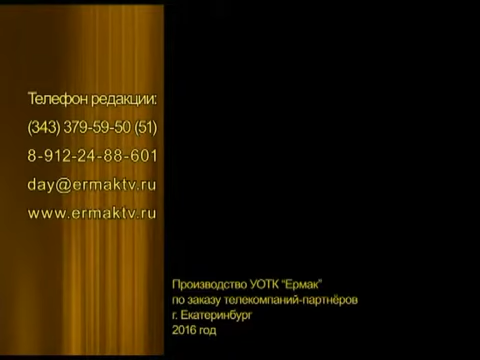 Телефон редакции:
(343) 379-59-50 (51)
8-912-24-88-601
day@ermaktv.ru
www.ermaktv.ru
Производство УОТК “Ермак”
по заказу телекомпаний-партнёров
г. Екатеринбург
2016 год